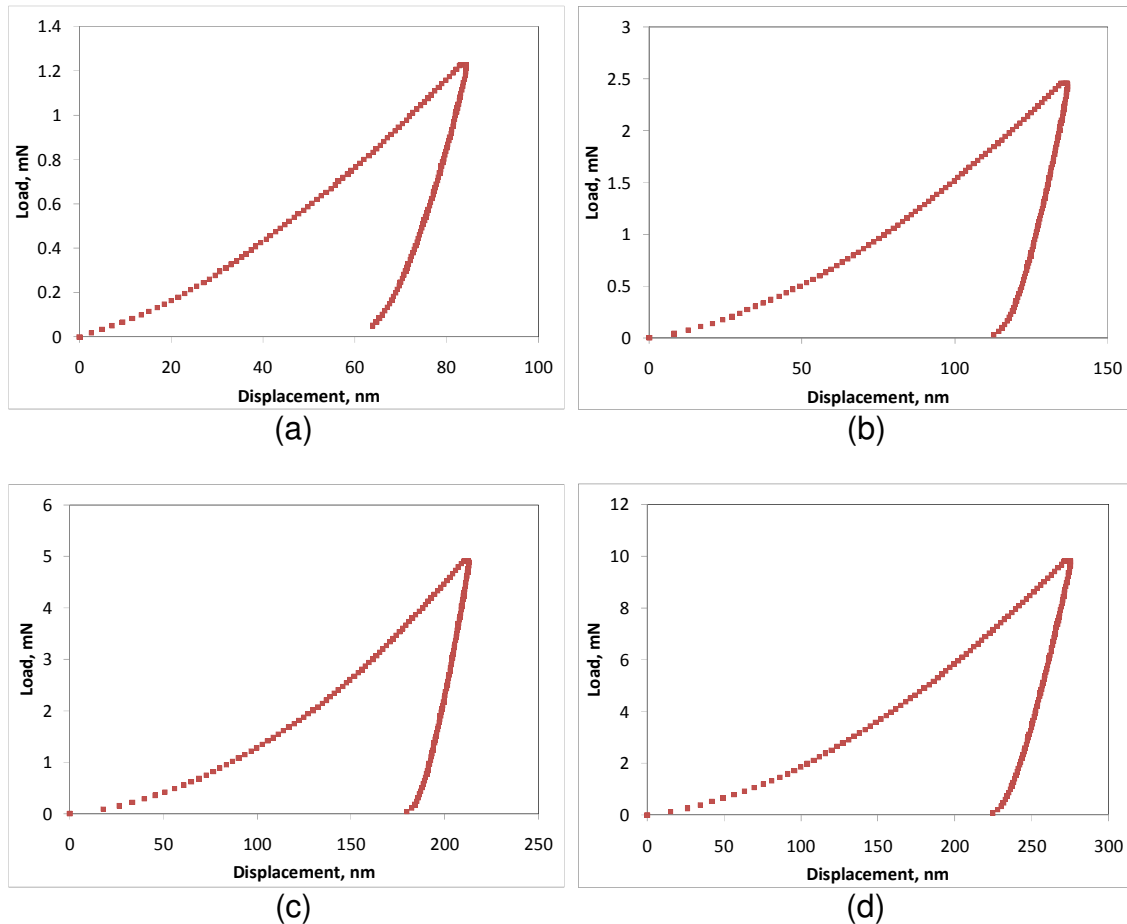 1.4
1.2
1
0.8
0.6
0.4
0.2
0
Load, mN
0 20 40 60 80 100
Displacement, nm
(a)
3
2.5
2
1.5
1
0.5
0
Load, mN
0 50 100 150
Displacement, nm
(b)
6
5
4
3
2
1
0
Load, mN
0 50 100 150 200 250
Displacement, nm
(c)
12
10
8
6
4
2
0
Load, mN
0 50 100 150 200 250 300
Displacement, nm
(d)